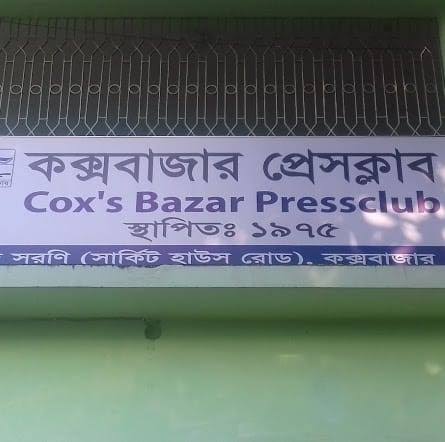 কক্সবাজার প্রেসক্লাব
Cox's Bazar Pressclub
স্থাপিতঃ ১৯৭৫
সরণি (সার্কিট হাউস রোড), কক্সবাজার